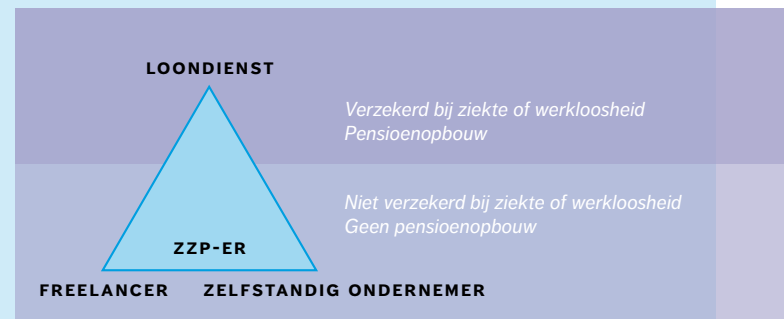 LOONDIENST
Verzekerd bij ziekte of werkloosheid
Pensioenopbouw
Niet verzekerd bij ziekte of werkloosheid
Geen pensioenopbouw
ZZP-ER
FREELANCER ZELFSTANDIG ONDERNEMER